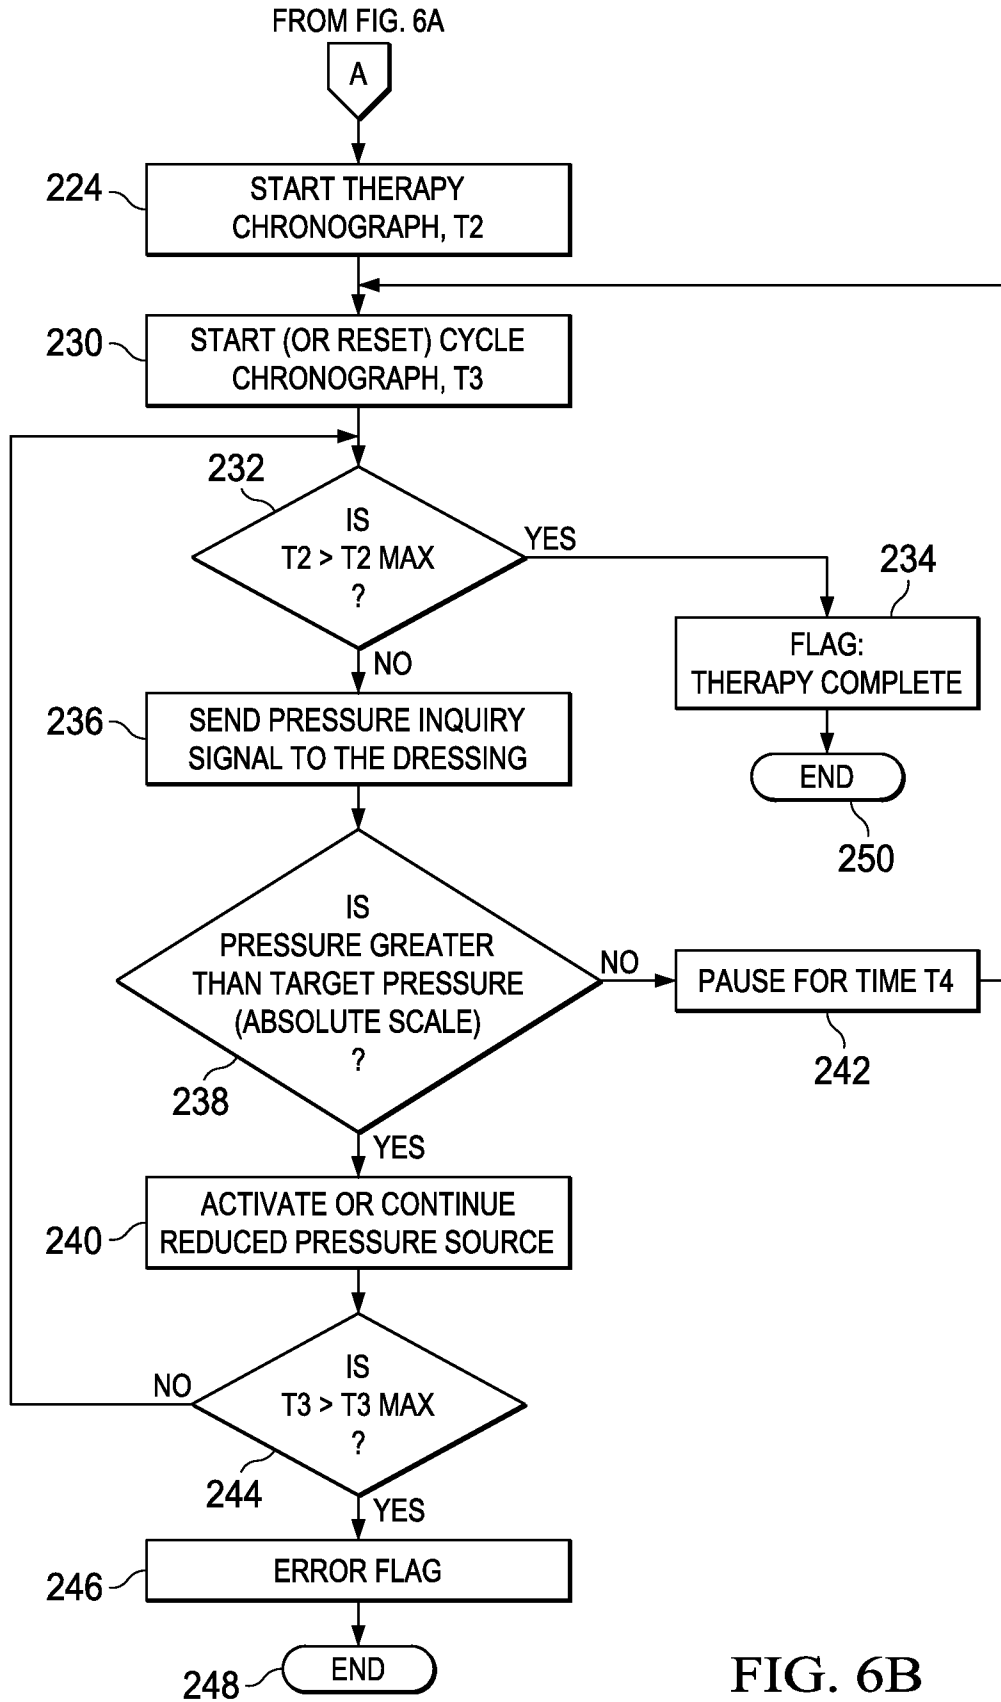 FROM FIG. 6A
A
224
START THERAPY
CHRONOGRAPH, T2
230
START (OR RESET) CYCLE
CHRONOGRAPH, T3
232
IS
T2 > T2 MAX
?
YES
234
FLAG:
THERAPY COMPLETE
NO
236
SEND PRESSURE INQUIRY
SIGNAL TO THE DRESSING
END
250
IS
PRESSURE GREATER
THAN TARGET PRESSURE
(ABSOLUTE SCALE)
?
238
NO
PAUSE FOR TIME T4
242
YES
240
ACTIVATE OR CONTINUE
REDUCED PRESSURE SOURCE
IS
T3 > T3 MAX
?
NO
244
YES
246
ERROR FLAG
248
END
FIG. 6B